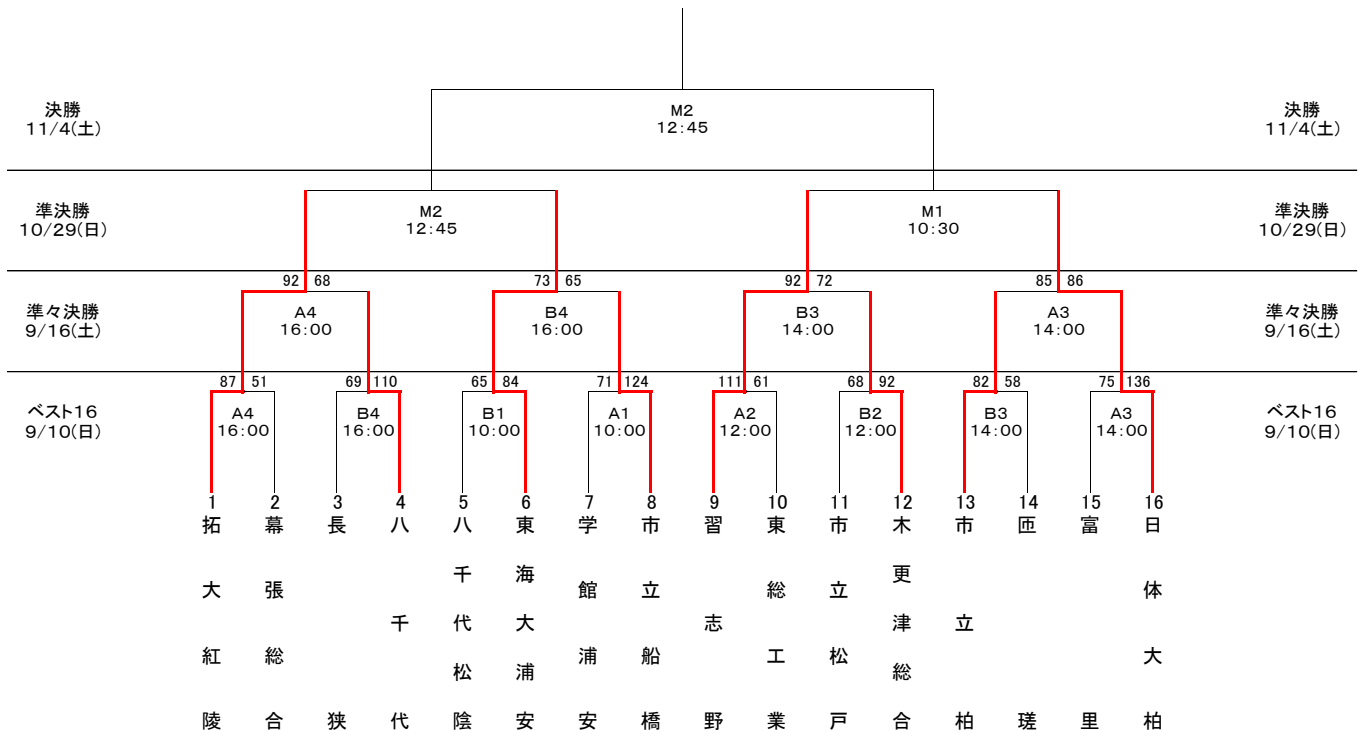 決勝
11/4(土)
M2
12:45
決勝
11/4(土)
準決勝
10/29(日)
M2
12:45
M1
10:30
準決勝
10/29(日)
92 68
73 65
92 72
85 86
準々決勝
9/16(土)
A4
16:00
B4
16:00
B3
14:00
A3
14:00
準々決勝
9/16(土)
87 51
69 110
65 84
71 124
111 61
68 92
82 58
75 136
ベスト16
9/10(日)
A4
16:00
B4
16:00
B1
10:00
A1
10:00
A2
12:00
B2
12:00
B3
14:00
A3
14:00
ベスト16
9/10(日)
1
拓大紅陵
2
幕張総合
3
長狭
4
八千代
5
八千代松陰
6
東海大浦安
7
学館浦安
8
市立船橋
9
習志野
10
東総工業
11
市立松戸
12
木更津総合
13
市立柏
14
匝瑳
15
富里
16
日体大柏